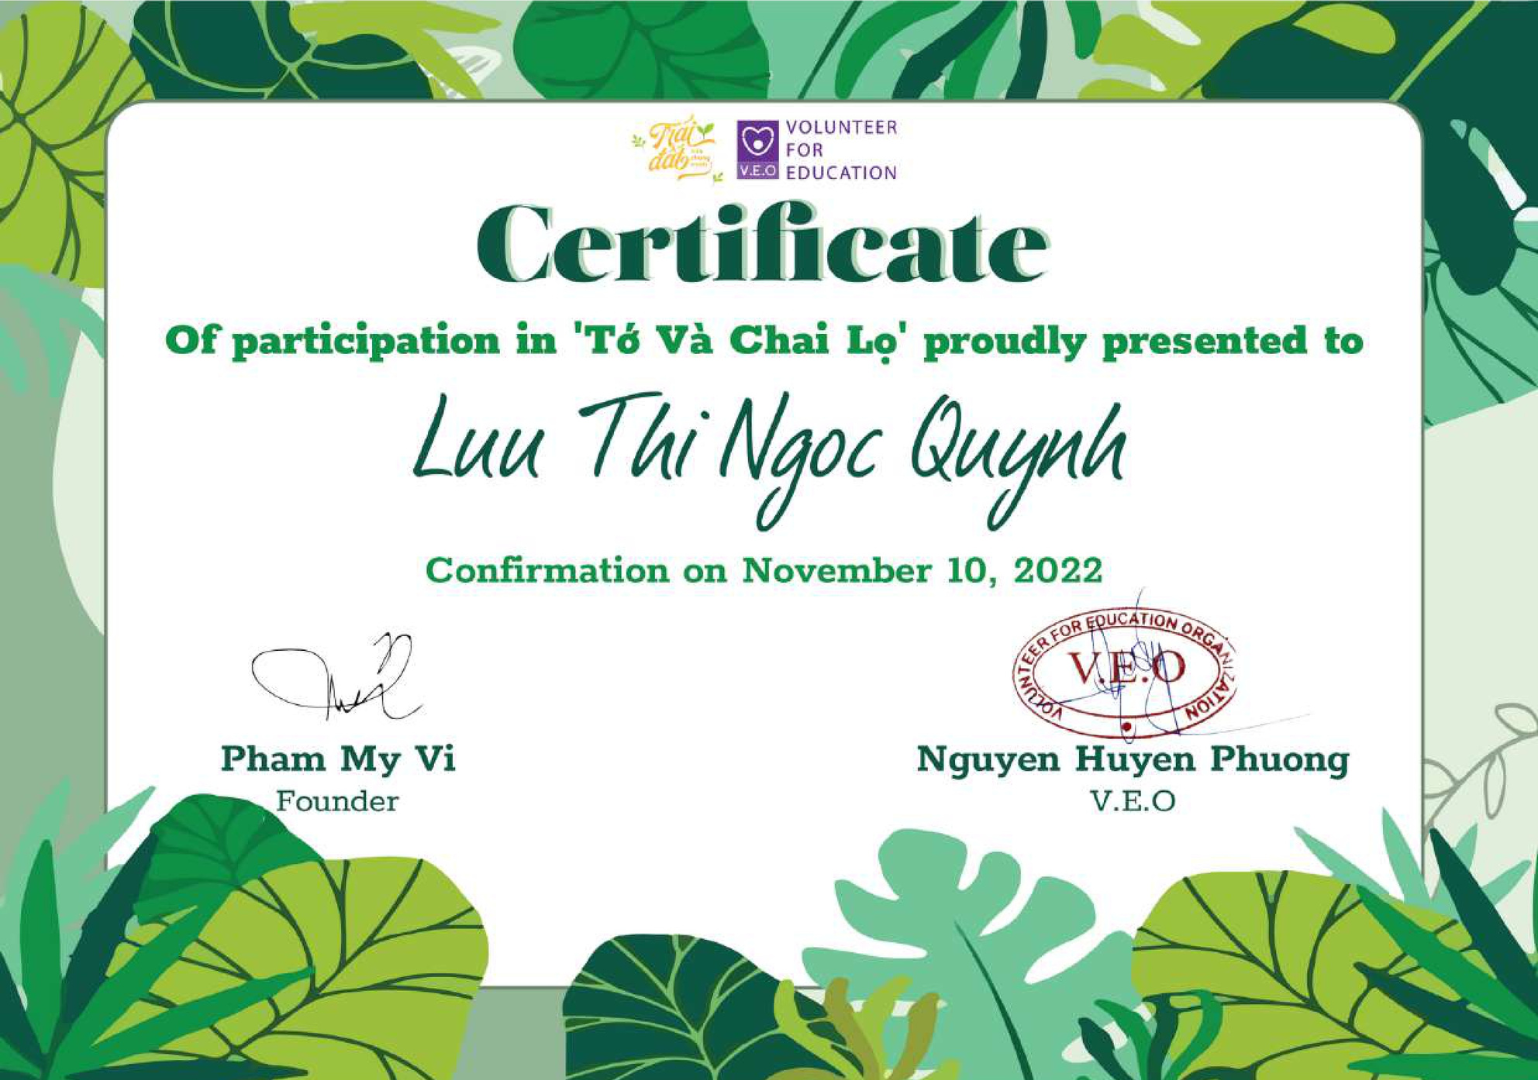 Trái
đất
VOLUNTEER
FOR
V.E.O EDUCATION
Certificate
Of participation in 'Tớ Và Chai Lọ' proudly presented to
Luu Thi Ngoc Quynh
Confirmation on November 10, 2022
VOLUNTEER FOR EDUCATION ORGANIZATION
V.E.O
Pham My Vi
Founder
Nguyen Huyen Phuong
V.E.O